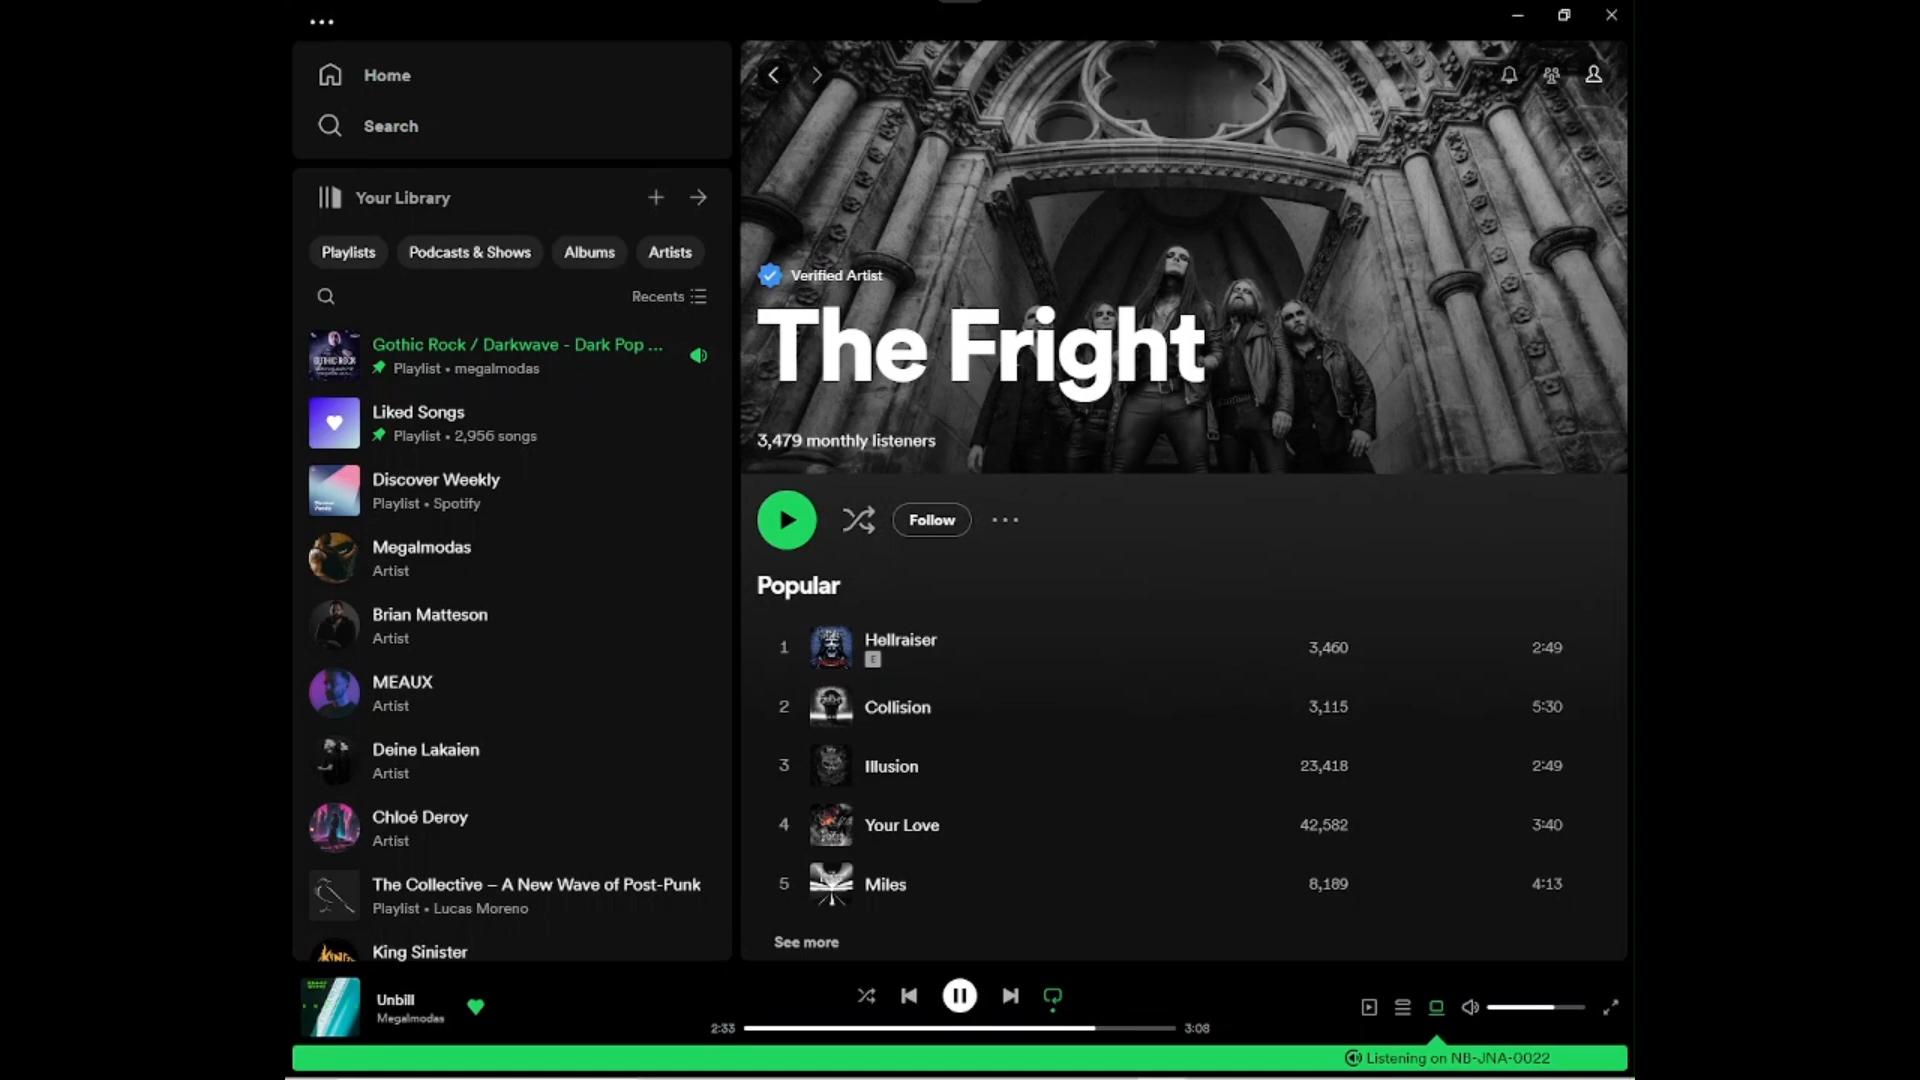 Home
Search
Your Library
Playlists
Podcasts & Shows
Albums
Artists
Recents
Gothic Rock / Darkwave - Dark Pop ...
Playlist • megalmodas
Liked Songs
Playlist • 2,956 songs
Discover Weekly
Playlist • Spotify
Megalmodas
Artist
Brian Matteson
Artist
MEAUX
Artist
Deine Lakaien
Artist
Chloé Deroy
Artist
The Collective – A New Wave of Post-Punk
Playlist • Lucas Moreno
King Sinister
Verified Artist
The Fright
3,479 monthly listeners
Follow
Popular
1 Hellraiser 3,460 2:49
E
2 Collision 3,115 5:30
3 Illusion 23,418 2:49
4 Your Love 42,582 3:40
5 Miles 8,189 4:13
See more
Unbill
Megalmodas
2:33
3:08
Listening on NB-JNA-0022